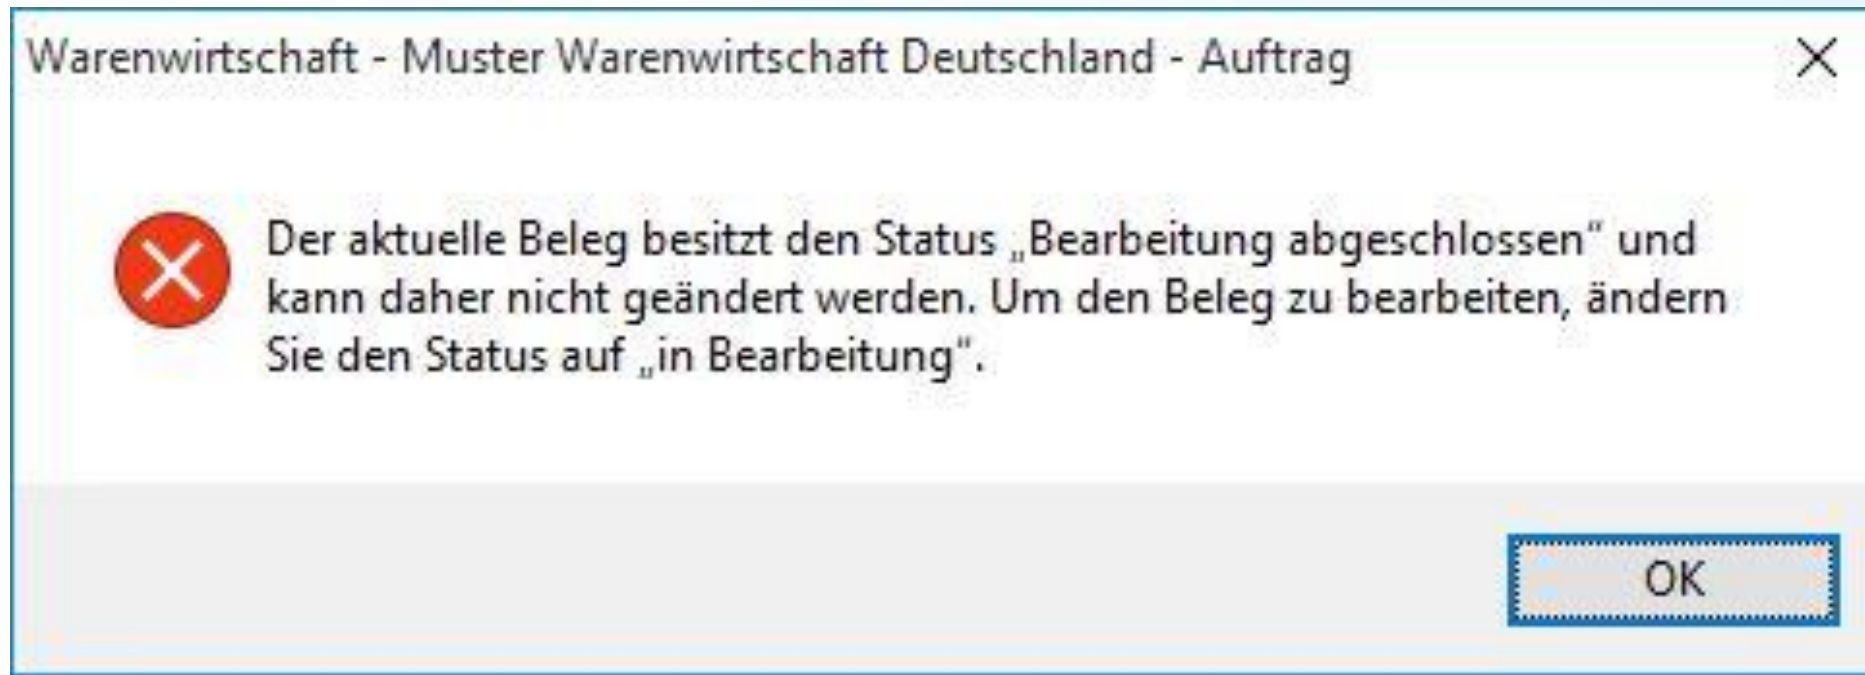 Warenwirtschaft - Muster Warenwirtschaft Deutschland - Auftrag
Der aktuelle Beleg besitzt den Status „Bearbeitung abgeschlossen“ und
kann daher nicht geändert werden. Um den Beleg zu bearbeiten, ändern
Sie den Status auf „in Bearbeitung“.
OK